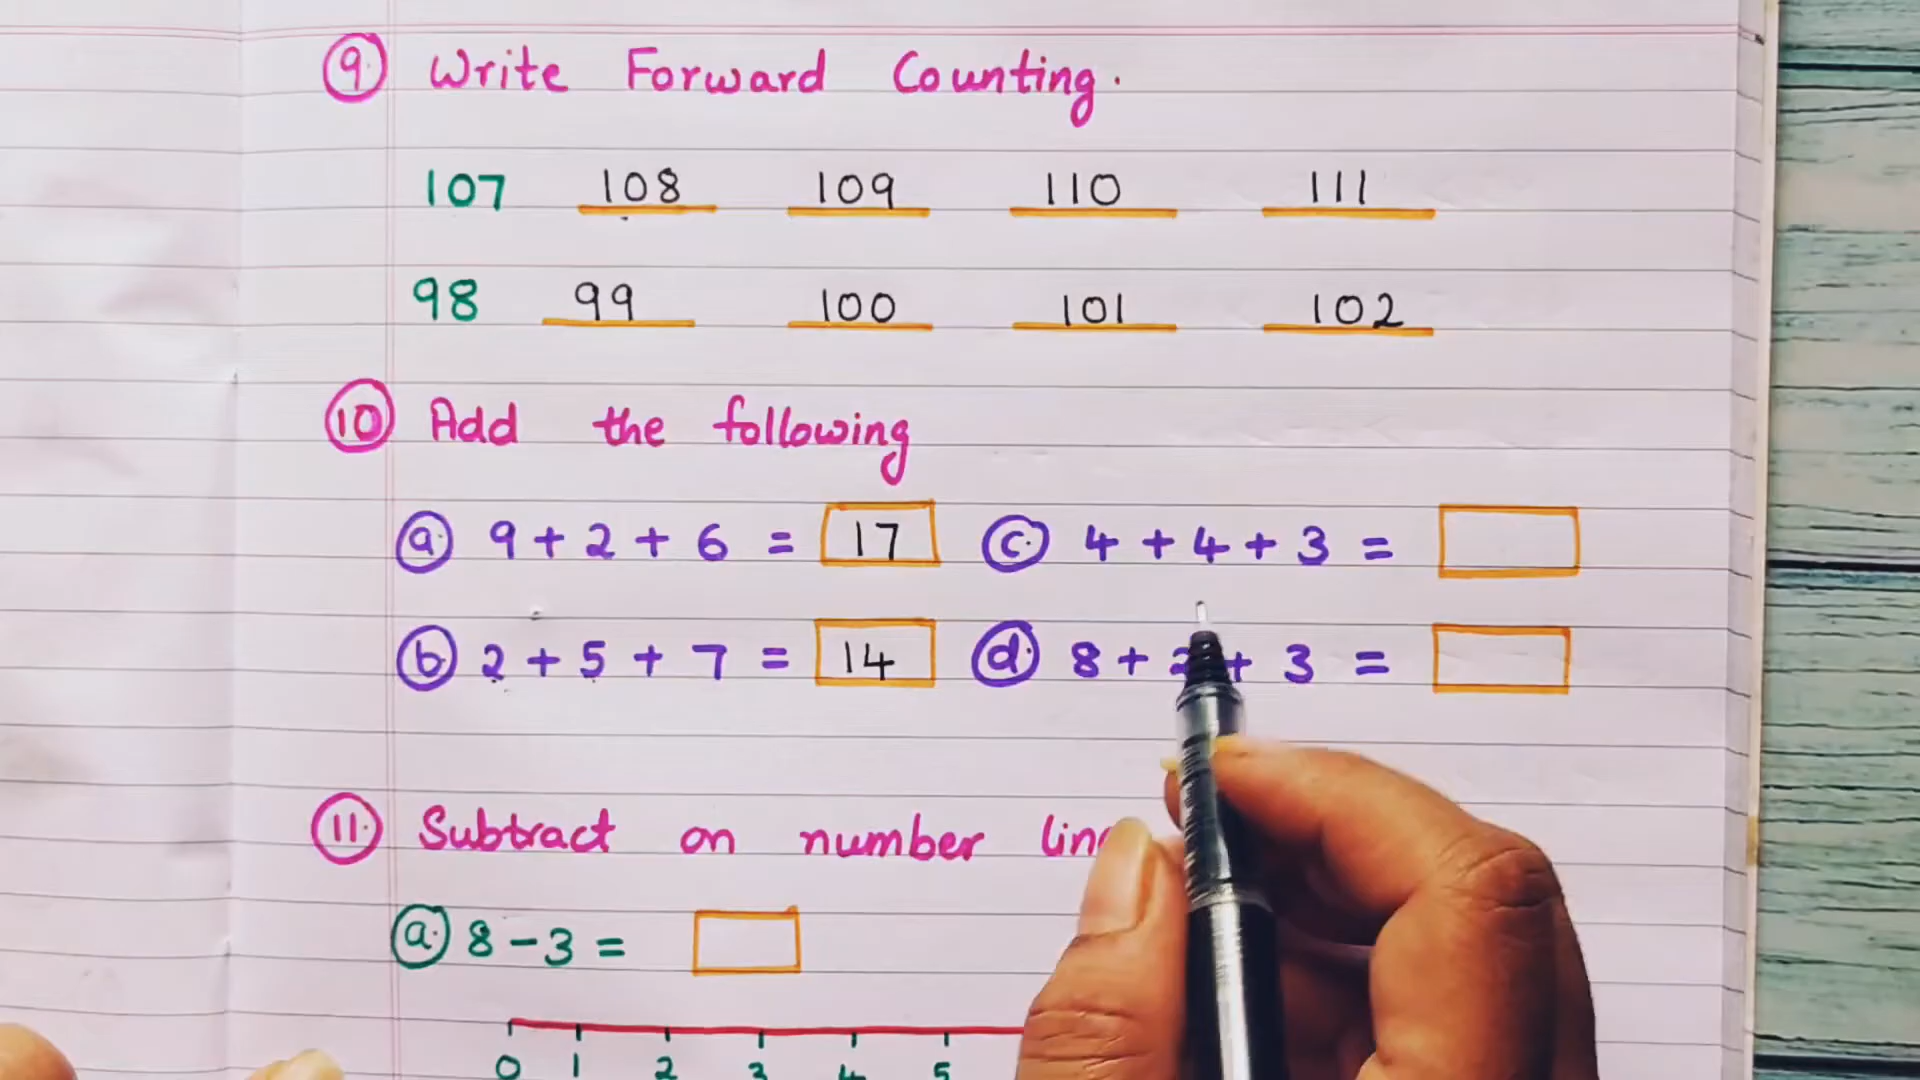 9. Write Forward Counting.
107 108 109 110 111
98 99 100 101 102
10 Add the following
a. 9 + 2 + 6 = 17
c. 4 + 4 + 3 =
b. 2 + 5 + 7 = 14
d. 8 + 2 + 3 =
11. Subtract on number
a. 8 - 3 =
0 1 2 3 4 5